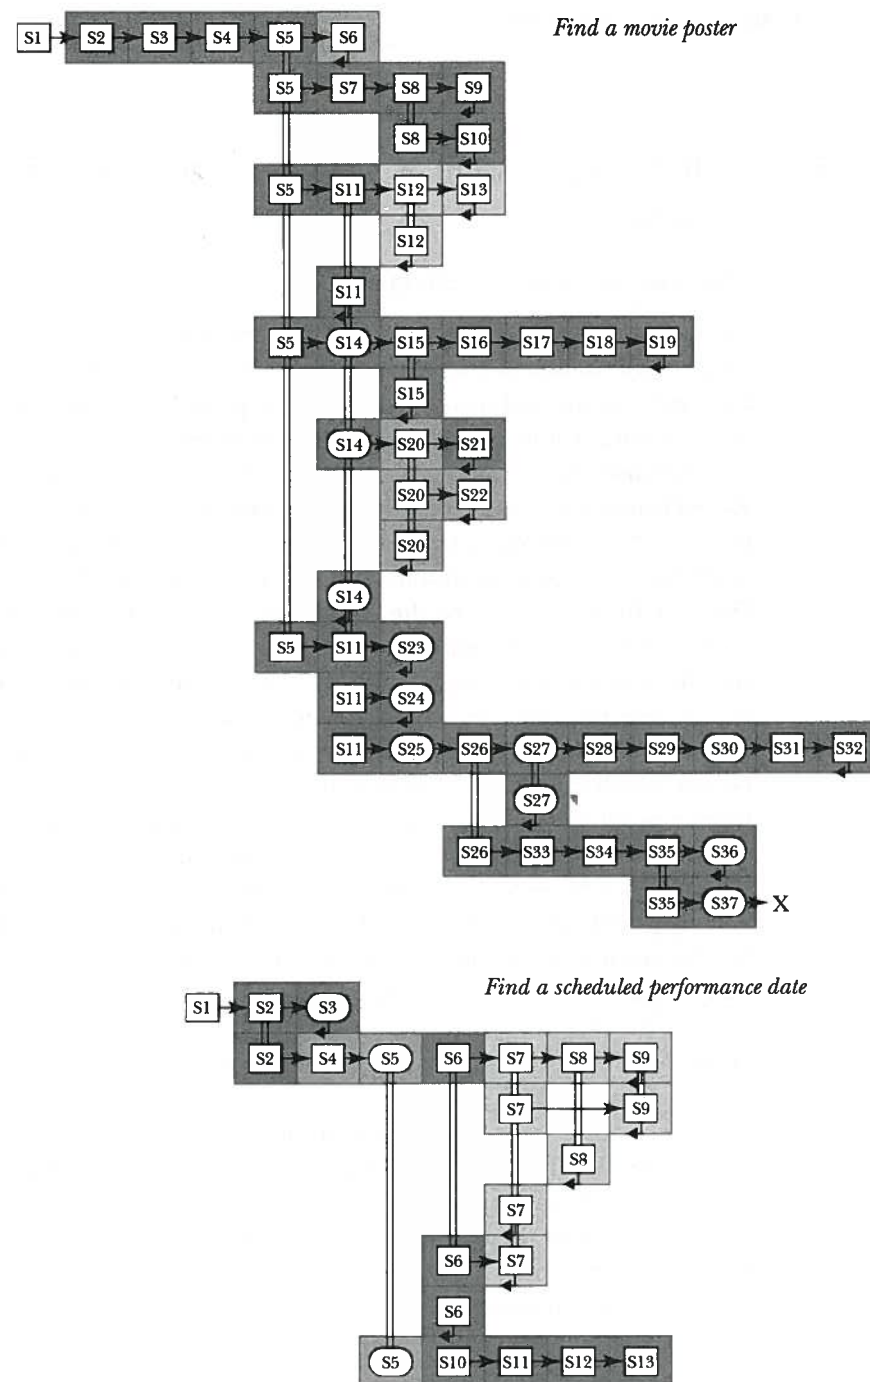 Find a movie poster
S1 S2 S3 S4 S5 S6
S5 S7 S8 S9
S8 S10
S5 S11 S12 S13
S12
S11
S5 S14 S15 S16 S17 S18 S19
S15
S14 S20 S21
S20 S22
S20
S14
S5 S11 S23
S11 S24
S11 S25 S26 S27 S28 S29 S30 S31 S32
S27
S26 S33 S34 S35 S36
S35 S37 X
Find a scheduled performance date
S1 S2 S3
S2 S4 S5 S6 S7 S8 S9
S7 S9
S8
S7
S6 S7
S6
S5 S10 S11 S12 S13